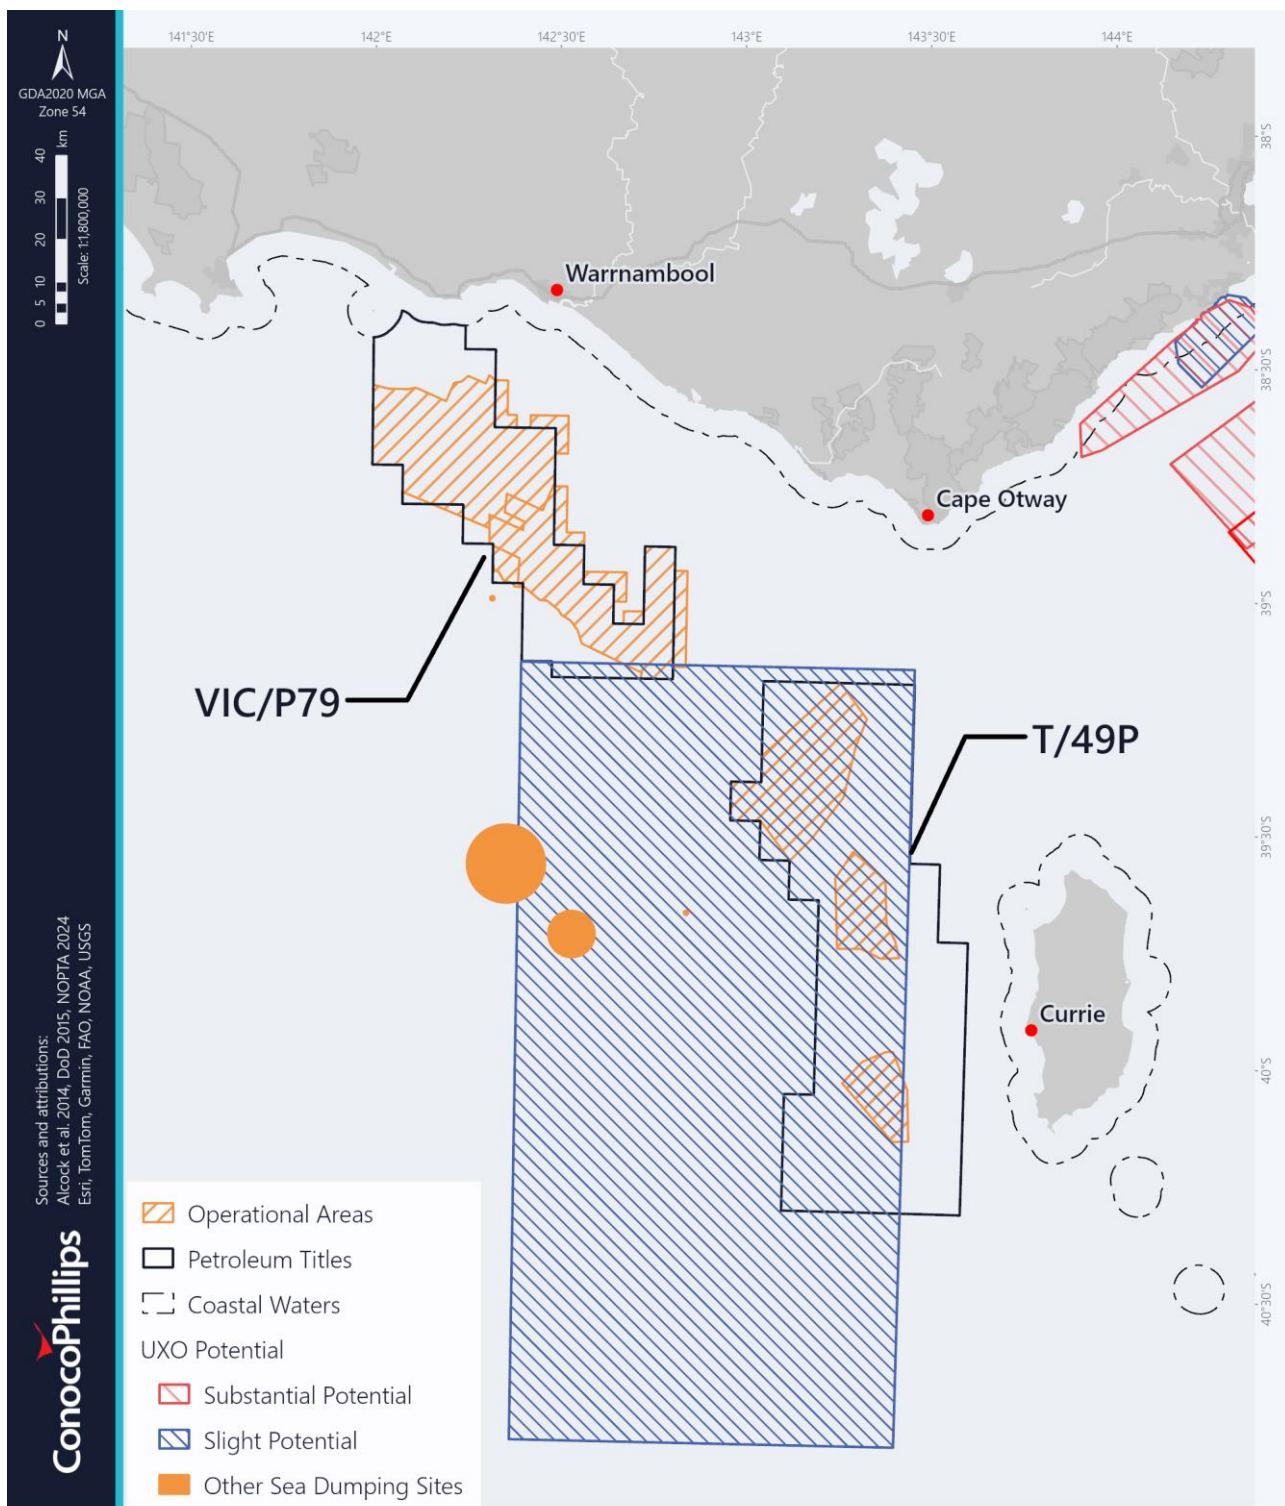 141°30'E
142°E
142°30'E
143°E
143°30'E
144°E
N
GDA2020 MGA
Zone 54
0 5 10 20 30 40 km
Scale: 1:1,800,000
38°S
38°30'S
39°S
39°30'S
40°S
40°30'S
Warrnambool
Cape Otway
VIC/P79
T/49P
Currie
Sources and attributions:
Alcock et al. 2014, DoD 2015, NOPTA 2024
Esri, TomTom, Garmin, FAO, NOAA, USGS
ConocoPhillips
Operational Areas
Petroleum Titles
Coastal Waters
UXO Potential
Substantial Potential
Slight Potential
Other Sea Dumping Sites